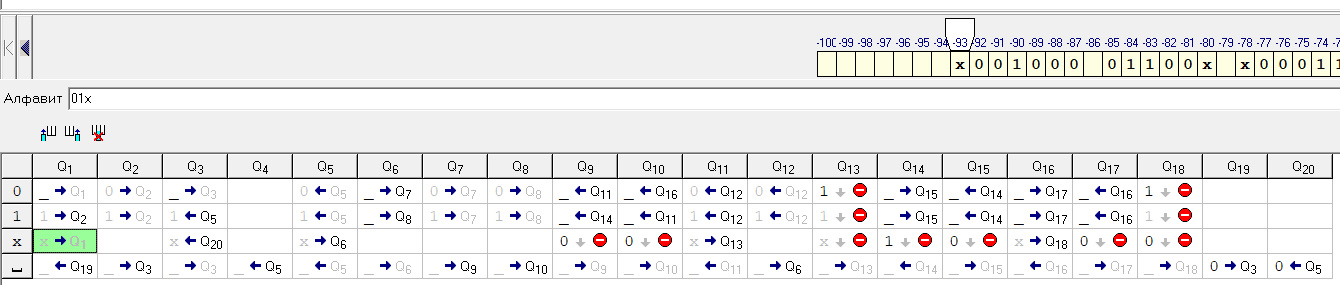 -100 -99 -98 -97 -96 -95 -94 -93 -92 -91 -90 -89 -88 -87 -86 -85 -84 -83 -82 -81 -80 -79 -78 -77 -76 -75 -74
x 0 0 1 0 0 0 0 1 1 0 0 x x 0 0 0 1 1
Алфавит 01x
Q1 Q2 Q3 Q4 Q5 Q6 Q7 Q8 Q9 Q10 Q11 Q12 Q13 Q14 Q15 Q16 Q17 Q18 Q19 Q20
0 _ → Q1 0 → Q2 _ → Q3 0 ← Q5 _ → Q7 0 → Q7 0 → Q8 _ ← Q11 _ ← Q16 0 ← Q12 0 ← Q12 1 ↓ _ → Q15 _ ← Q14 _ → Q17 _ ← Q16 1 ↓
1 _ → Q2 1 → Q2 1 ← Q5 1 ← Q5 _ → Q8 1 → Q7 1 → Q8 _ ← Q14 _ ← Q11 1 ← Q12 1 ← Q12 1 ↓ _ → Q15 _ ← Q14 _ → Q17 _ ← Q16 1 ↓
x x → Q1 x ← Q20 x → Q6 0 ↓ 0 ↓ x → Q13 x ↓ 1 ↓ 0 ↓ x → Q18 0 ↓ 0 ↓
_ ← Q19 _ → Q3 _ → Q3 _ ← Q5 _ ← Q5 _ → Q6 _ → Q9 _ → Q10 _ → Q9 _ → Q10 _ ← Q11 _ → Q6 _ → Q13 _ ← Q14 _ → Q15 _ ← Q16 _ → Q17 _ → Q18 0 → Q3 0 ← Q5